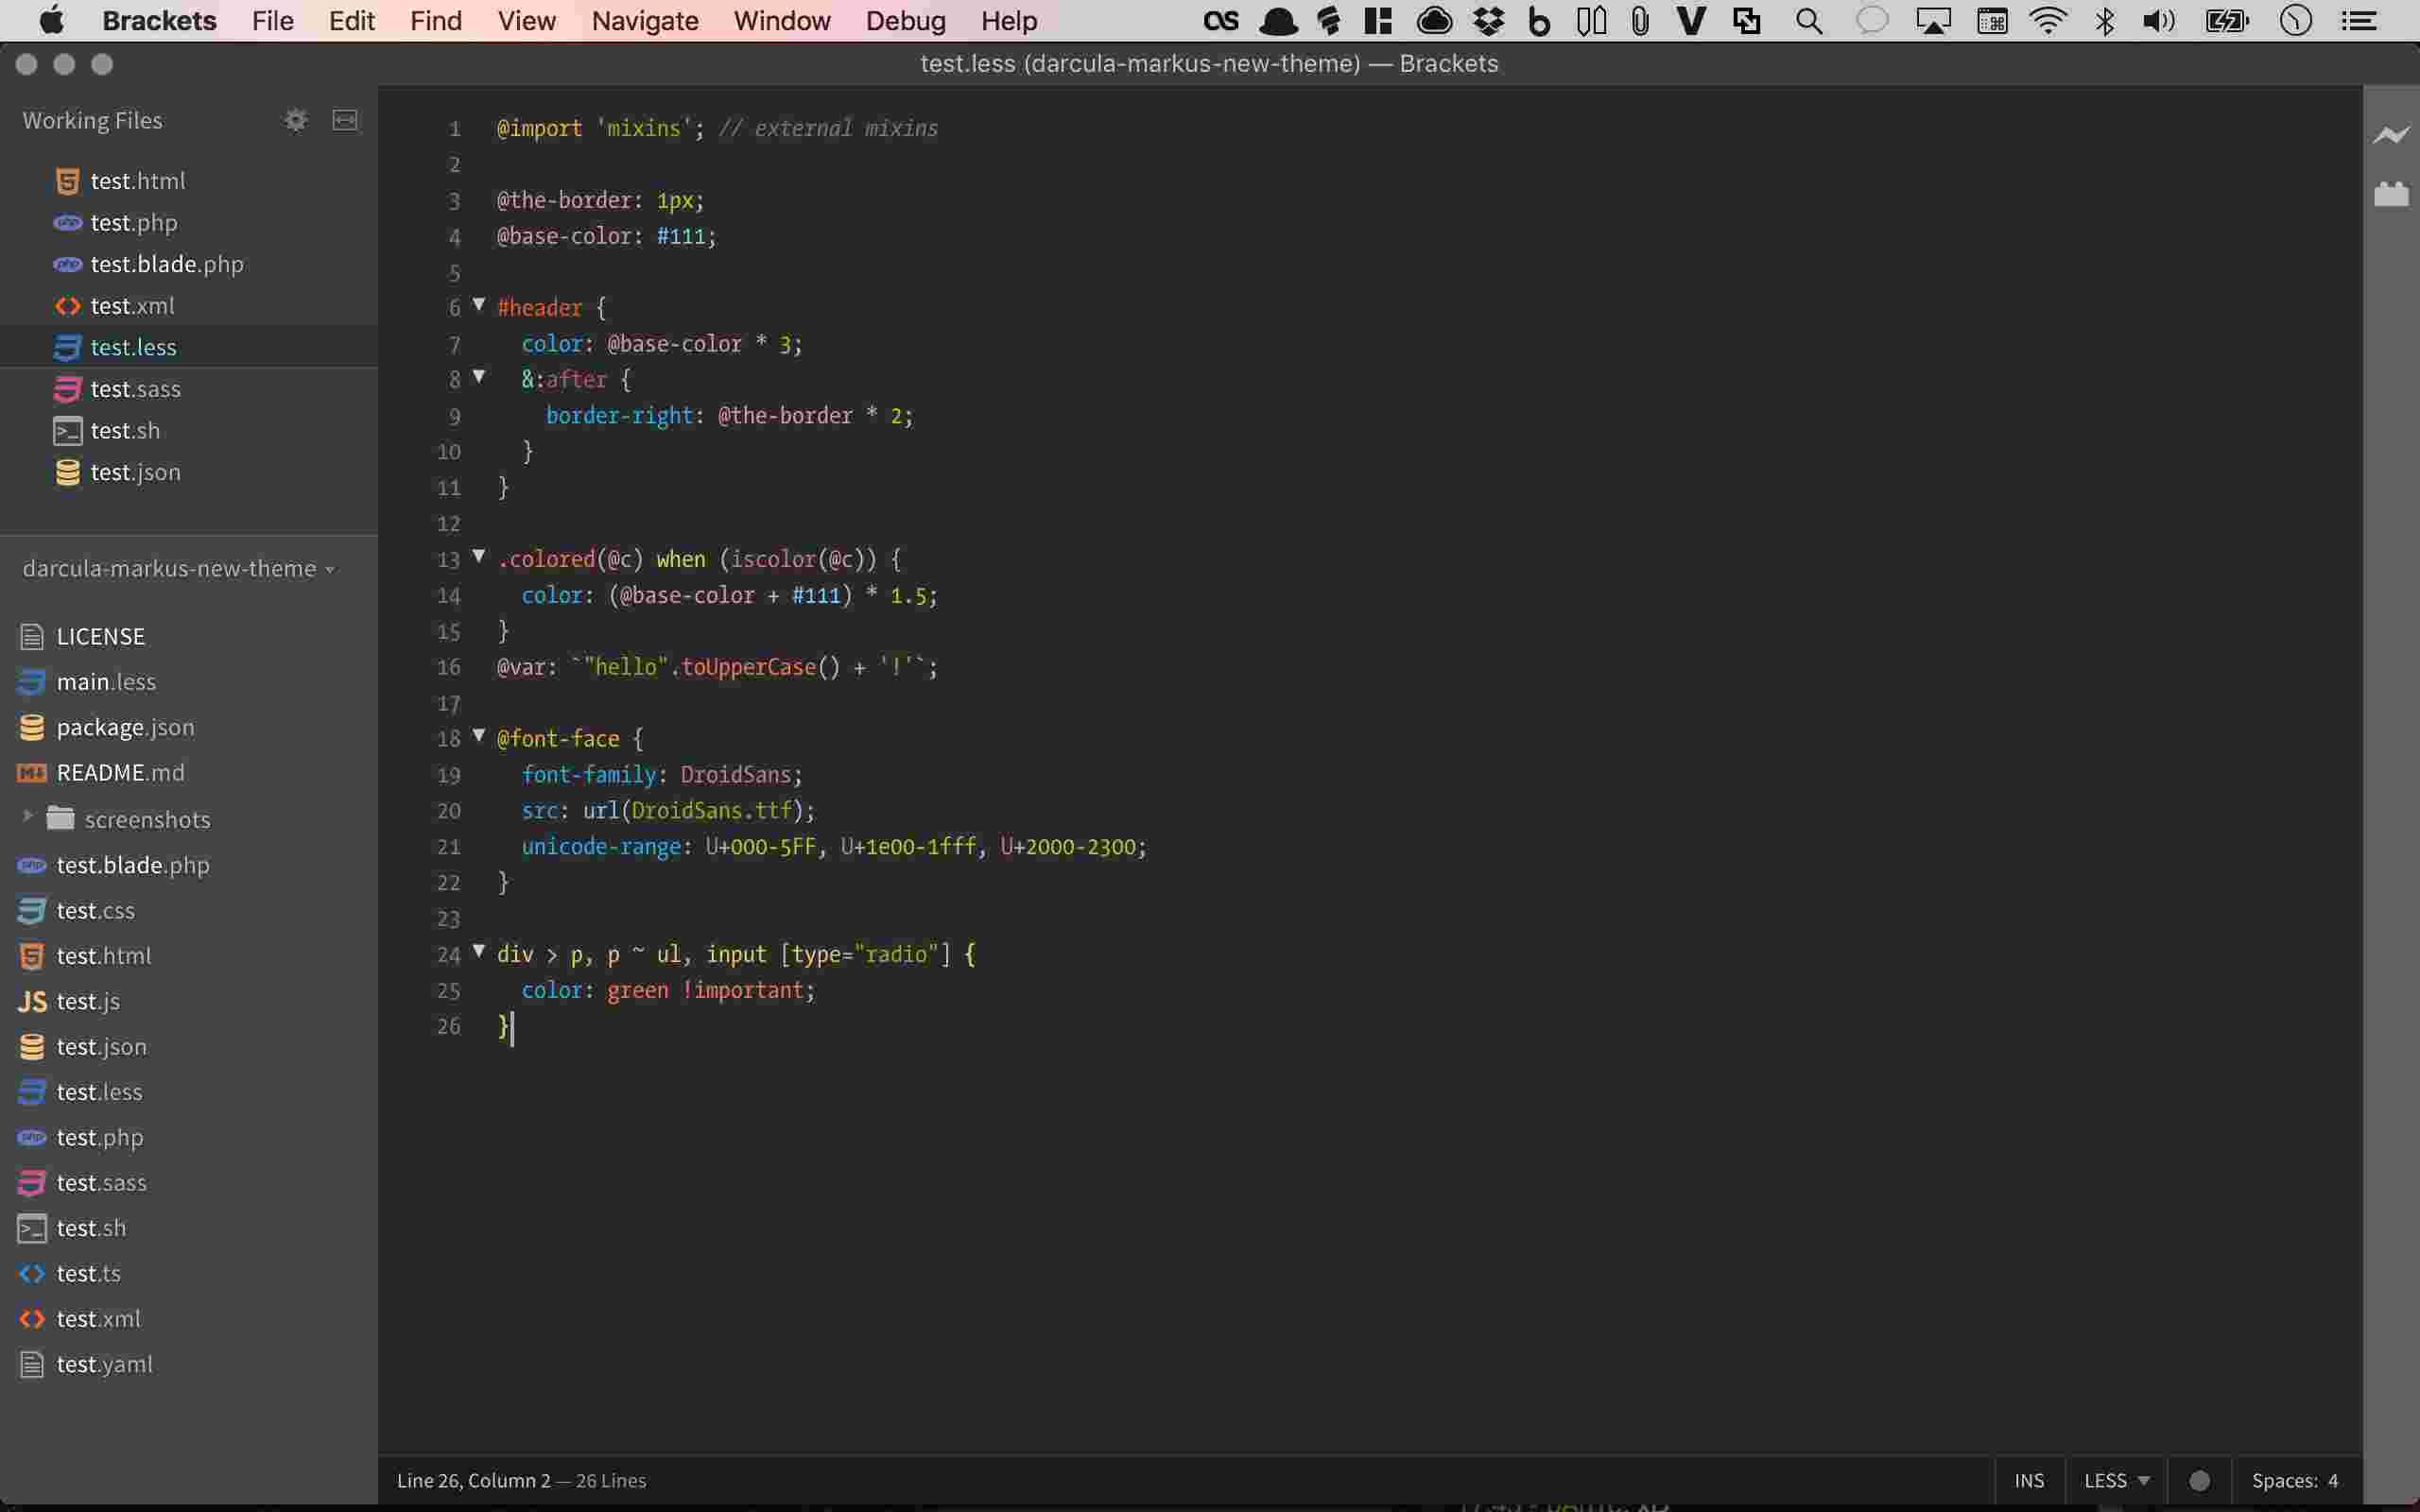 Brackets File Edit Find View Navigate Window Debug Help
test.less (darcula-markus-new-theme) — Brackets
Working Files
test.html
test.php
test.blade.php
test.xml
test.less
test.sass
test.sh
test.json
darcula-markus-new-theme
LICENSE
main.less
package.json
README.md
screenshots
test.blade.php
test.css
test.html
JS test.js
test.json
test.less
test.php
test.sass
test.sh
test.ts
test.xml
test.yaml
1 @import 'mixins'; // external mixins
2
3 @the-border: 1px;
4 @base-color: #111;
5
6 #header {
7 color: @base-color * 3;
8 &:after {
9 border-right: @the-border * 2;
10 }
11 }
12
13 .colored(@c) when (iscolor(@c)) {
14 color: (@base-color + #111) * 1.5;
15 }
16 @var: `"hello".toUpperCase() + '!'`;
17
18 @font-face {
19 font-family: DroidSans;
20 src: url(DroidSans.ttf);
21 unicode-range: U+000-5FF, U+1e00-1fff, U+2000-2300;
22 }
23
24 div > p, p ~ ul, input [type="radio"] {
25 color: green !important;
26 }
Line 26, Column 2 — 26 Lines
INS LESS Spaces: 4